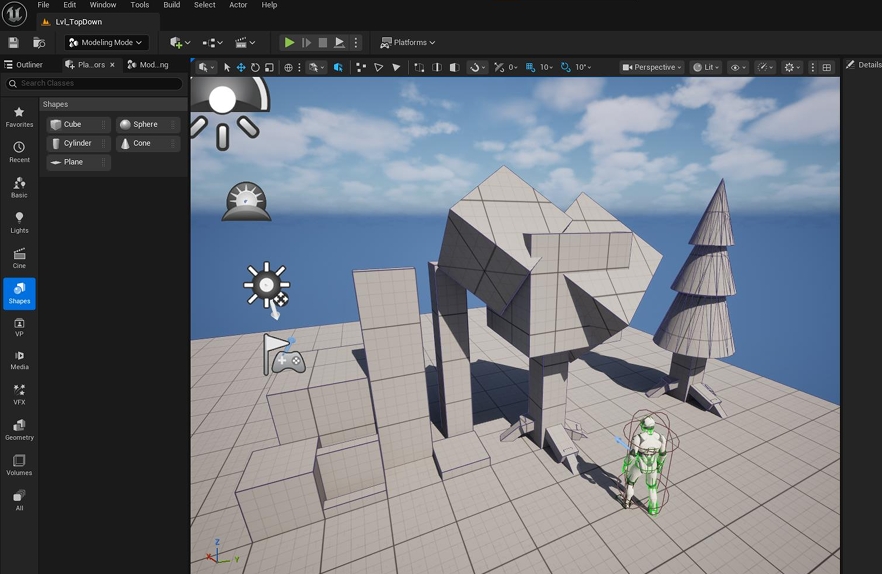 File Edit Window Tools Build Select Actor Help
Lvl_TopDown
Modeling Mode Platforms
Outliner Pla...ors Mod...ng 0 10 10° Perspective Lit Details
Search Classes
Shapes
Favorites
Cube Sphere
Cylinder Cone
Plane
Recent
Basic
Lights
Cine
Shapes
VP
Media
VFX
Geometry
Volumes
All
Z
X Y